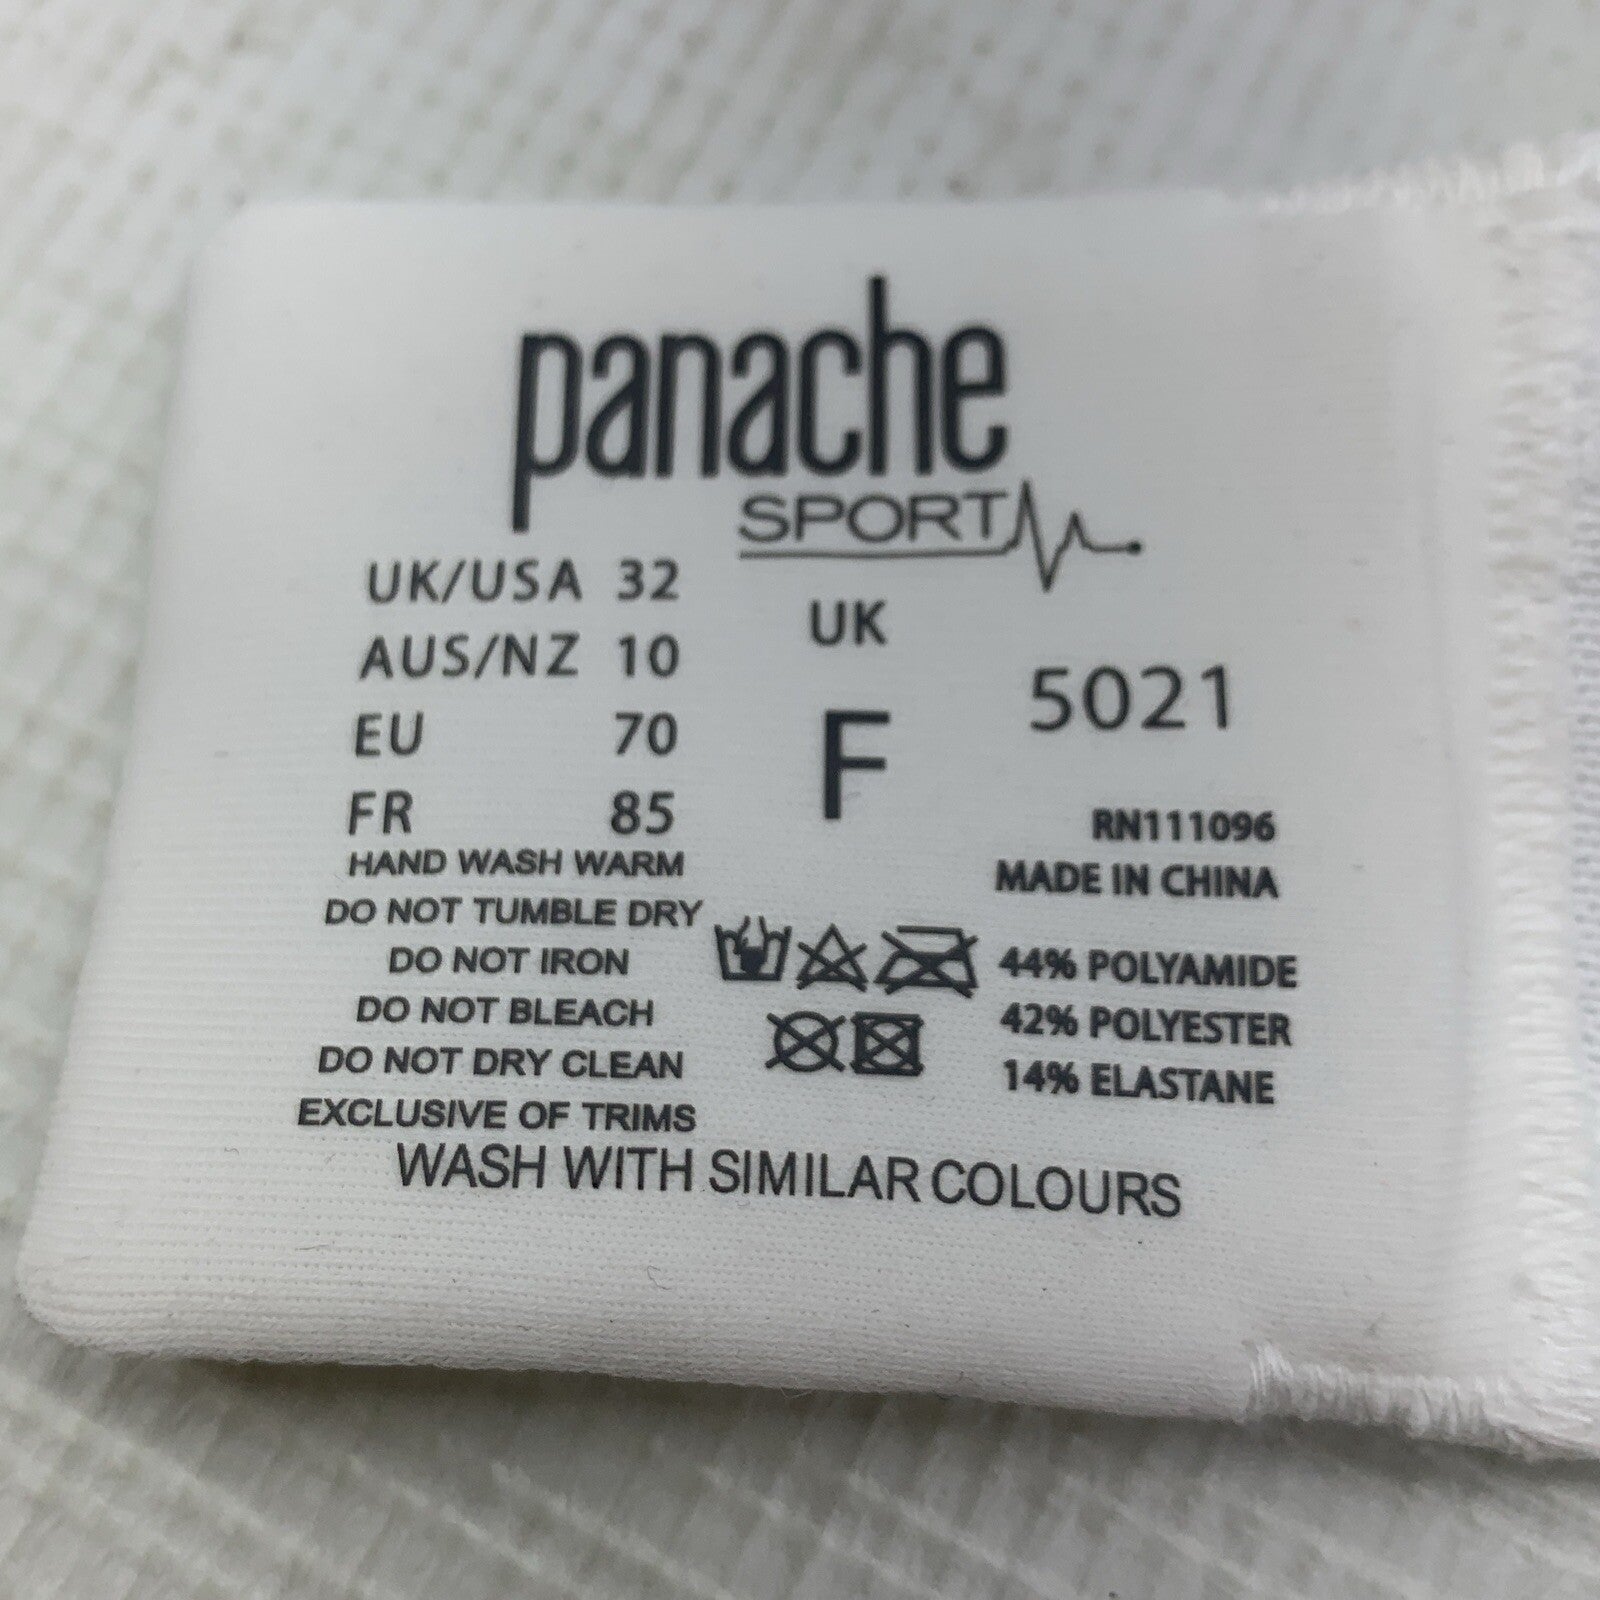 panache
SPORT
UK/USA 32
AUS/NZ 10
EU 70
FR 85
UK
F
5021
RN111096
MADE IN CHINA
HAND WASH WARM
DO NOT TUMBLE DRY
DO NOT IRON
DO NOT BLEACH
DO NOT DRY CLEAN
EXCLUSIVE OF TRIMS
44% POLYAMIDE
42% POLYESTER
14% ELASTANE
WASH WITH SIMILAR COLOURS